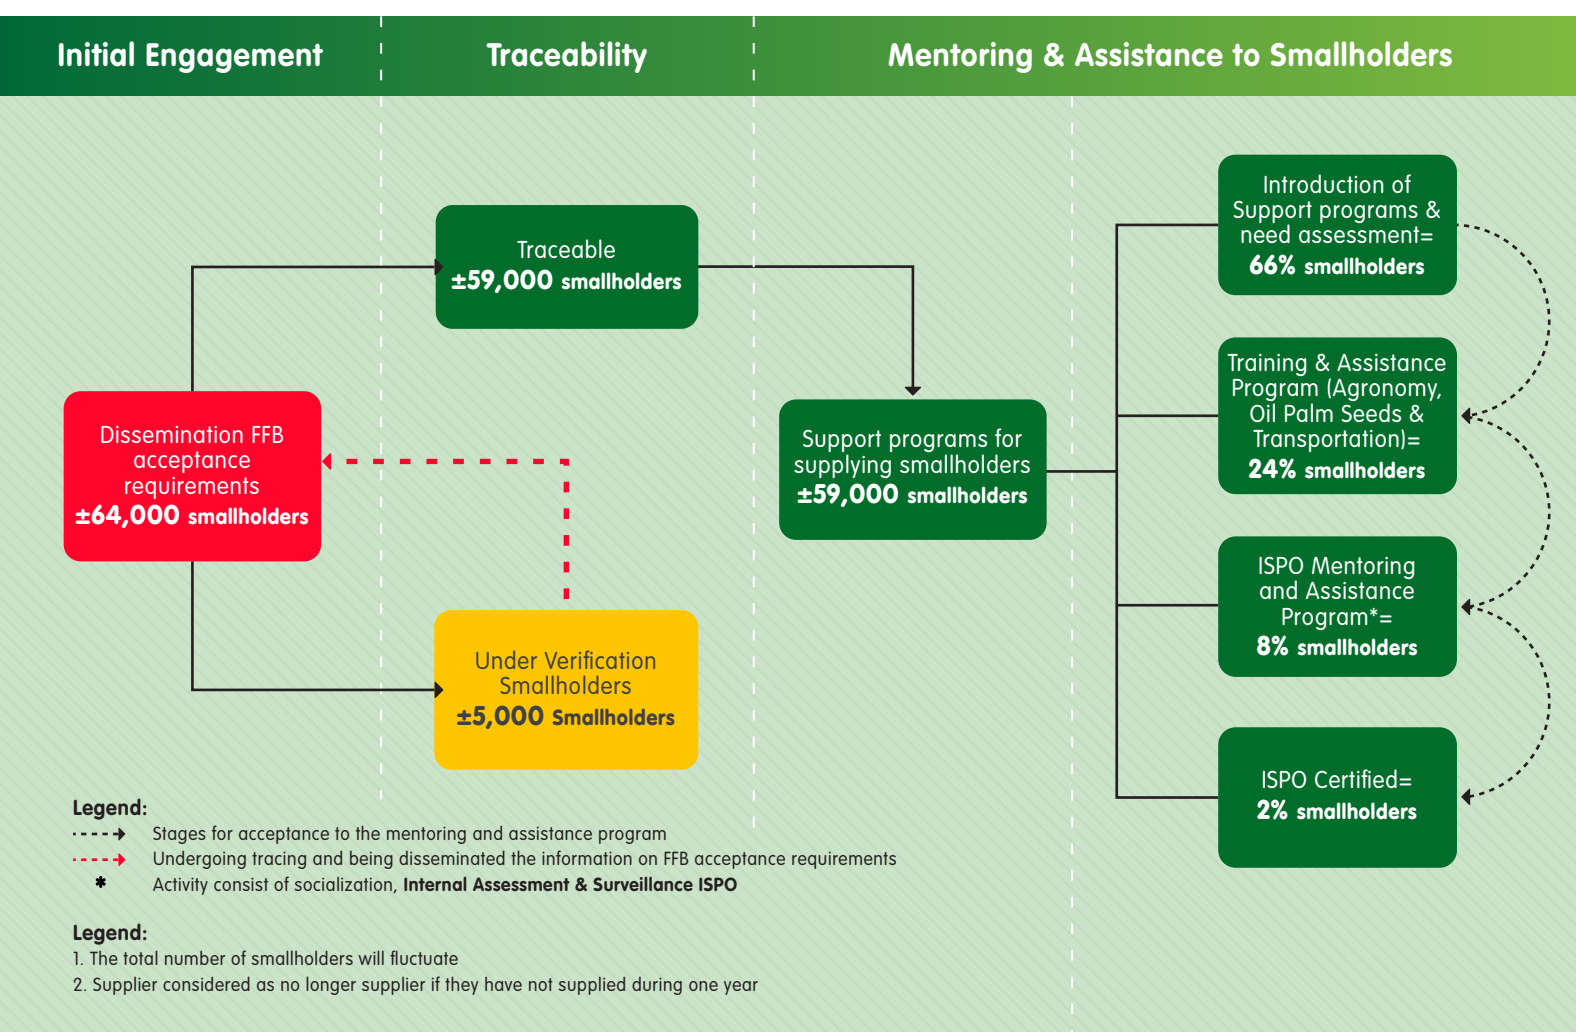 Initial Engagement
Traceability
Mentoring & Assistance to Smallholders
Dissemination FFB
acceptance
requirements
±64,000 smallholders
Traceable
±59,000 smallholders
Under Verification
Smallholders
±5,000 Smallholders
Support programs for
supplying smallholders
±59,000 smallholders
Introduction of
Support programs &
need assessment=
66% smallholders
Training & Assistance
Program (Agronomy,
Oil Palm Seeds &
Transportation)=
24% smallholders
ISPO Mentoring
and Assistance
Program*=
8% smallholders
ISPO Certified=
2% smallholders
Legend:
Stages for acceptance to the mentoring and assistance program
Undergoing tracing and being disseminated the information on FFB acceptance requirements
* Activity consist of socialization, Internal Assessment & Surveillance ISPO
Legend:
1. The total number of smallholders will fluctuate
2. Supplier considered as no longer supplier if they have not supplied during one year